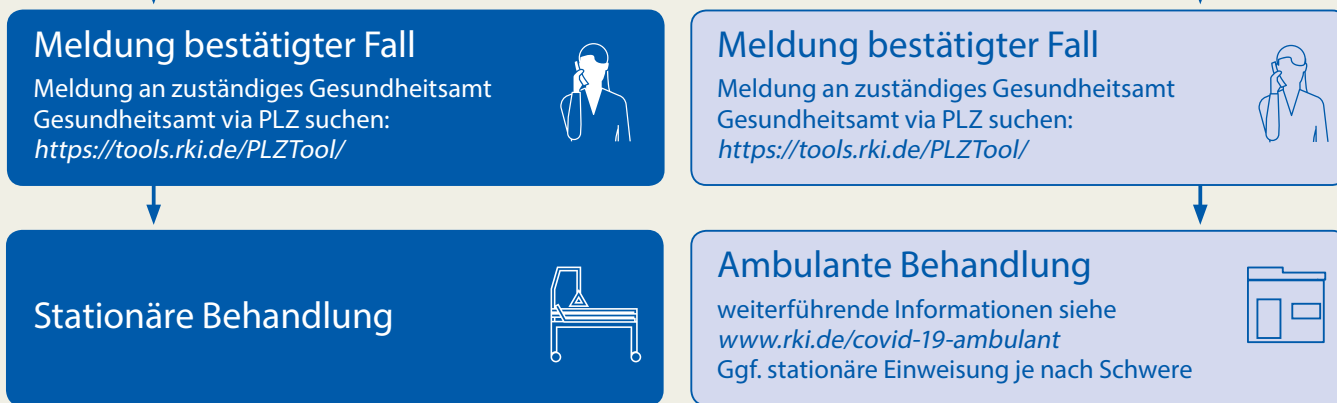 Meldung bestätigter Fall
Meldung an zuständiges Gesundheitsamt
Gesundheitsamt via PLZ suchen:
https://tools.rki.de/PLZTool/
Meldung bestätigter Fall
Meldung an zuständiges Gesundheitsamt
Gesundheitsamt via PLZ suchen:
https://tools.rki.de/PLZTool/
Stationäre Behandlung
Ambulante Behandlung
weiterführende Informationen siehe
www.rki.de/covid-19-ambulant
Ggf. stationäre Einweisung je nach Schwere